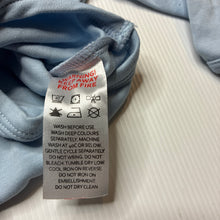 WARNING!
KEEP AWAY
FROM FIRE
WASH BEFORE USE
WASH DEEP COLOURS
SEPARATELY MACHINE
WASH AT 40C OR BELOW,
GENTLE CYCLE SEPARATELY
DO NOT WRING. DO NOT
BLEACH.TUMBLE DRY LOW
COOL IRON ON REVERSE
DO NOT IRON ON
EMBELLISHMENT
DO NOT DRY CLEAN